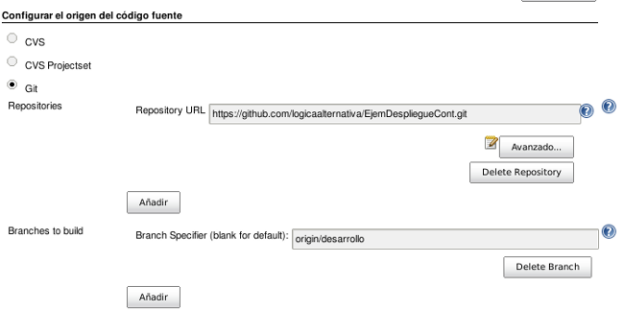 Configurar el origen del código fuente
CVS
CVS Projectset
Git
Repositories
Repository URL https://github.com/logicaalternativa/EjemDespliegueCont.git
Avanzado...
Delete Repository
Añadir
Branches to build
Branch Specifier (blank for default): origin/desarrollo
Delete Branch
Añadir